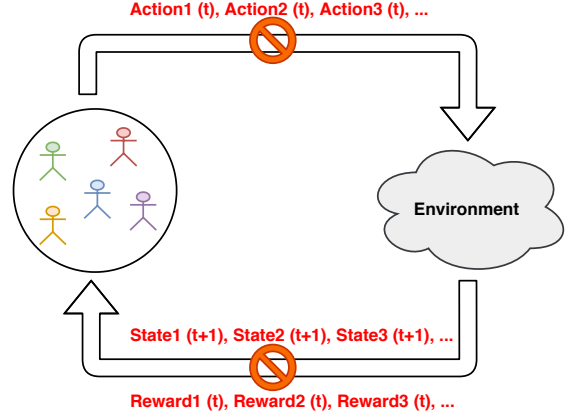 Action1 (t), Action2 (t), Action3 (t), ...
Environment
State1 (t+1), State2 (t+1), State3 (t+1), ...
Reward1 (t), Reward2 (t), Reward3 (t), ...